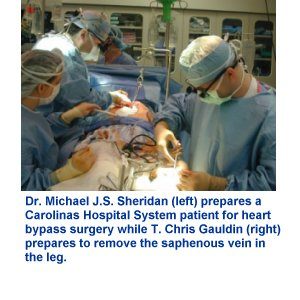 Dr. Michael J.S. Sheridan (left) prepares a
Carolinas Hospital System patient for heart
bypass surgery while T. Chris Gauldin (right)
prepares to remove the saphenous vein in
the leg.